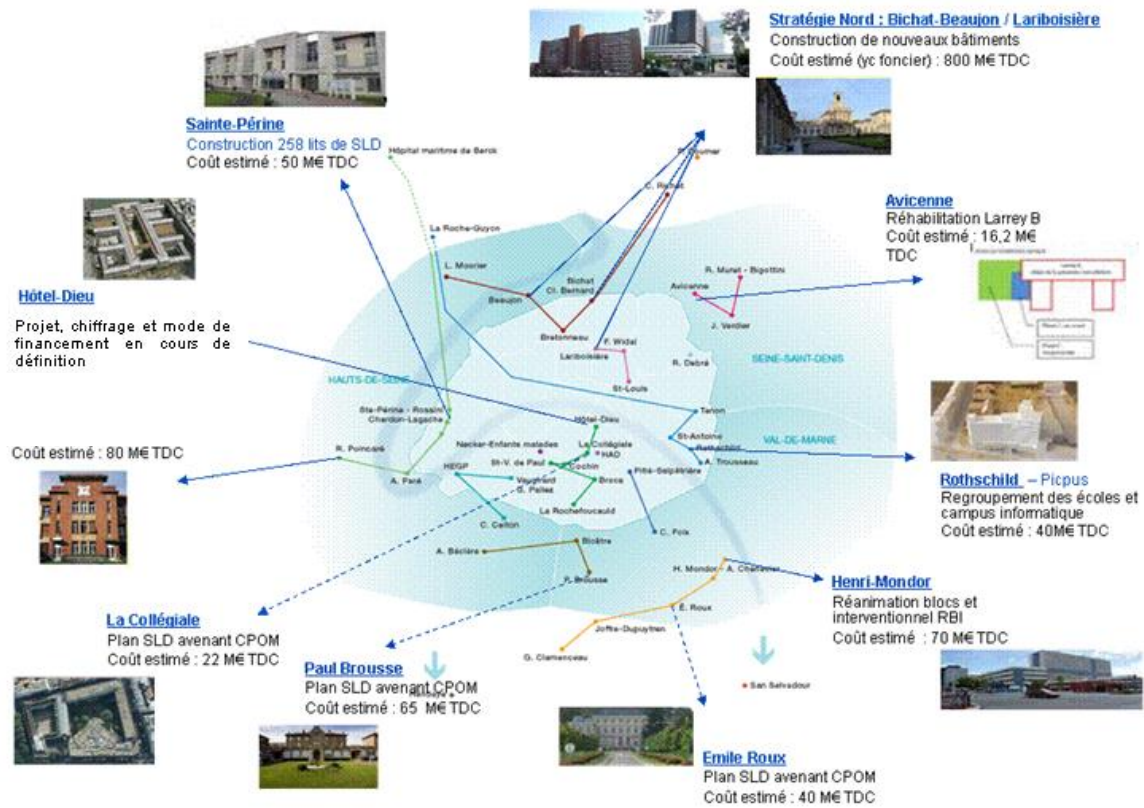 Stratégie Nord : Bichat-Beaujon / Lariboisière
Construction de nouveaux bâtiments
Coût estimé (yc foncier) : 800 M€ TDC
Sainte-Périne
Construction 258 lits de SLD
Coût estimé : 50 M€ TDC
Hôtel-Dieu
Projet, chiffrage et mode de
financement en cours de
définition
Coût estimé : 80 M€ TDC
La Collégiale
Plan SLD avenant CPOM
Coût estimé : 22 M€ TDC
Paul Brousse
Plan SLD avenant CPOM
Coût estimé : 65 M€ TDC
Emile Roux
Plan SLD avenant CPOM
Coût estimé : 40 M€ TDC
Henri-Mondor
Réanimation blocs et
interventionnel RBI
Coût estimé : 70 M€ TDC
Rothschild – Picpus
Regroupement des écoles et
campus informatique
Coût estimé : 40M€ TDC
Avicenne
Réhabilitation Larrey B
Coût estimé : 16,2 M€
TDC
Hôpital maritime de Berck
La Roche-Guyon
L. Mourier
Beaujon
Bichat
Cl. Bernard
Bretonneau
C. Richet
Avicenne
R. Muret - Bigottini
J. Verdier
F. Widal
Lariboisière
St-Louis
R. Debré
SEINE-SAINT-DENIS
HAUTS-DE-SEINE
VAL-DE-MARNE
Ste-Périne - Rossini
Chardon-Lagache
R. Poincaré
A. Paré
Necker-Enfants malades
HEGP
Vaugirard
G. Pallez
C. Celton
Hôtel-Dieu
La Collégiale
HAD
St-V. de Paul
Cochin
Broca
La Rochefoucauld
Pitié-Salpêtrière
C. Foix
Tenon
St-Antoine
Rothschild
A. Trousseau
A. Béclère
Bicêtre
P. Brousse
H. Mondor - A. Chenevier
É. Roux
Joffre-Dupuytren
G. Clemenceau
San Selvadour